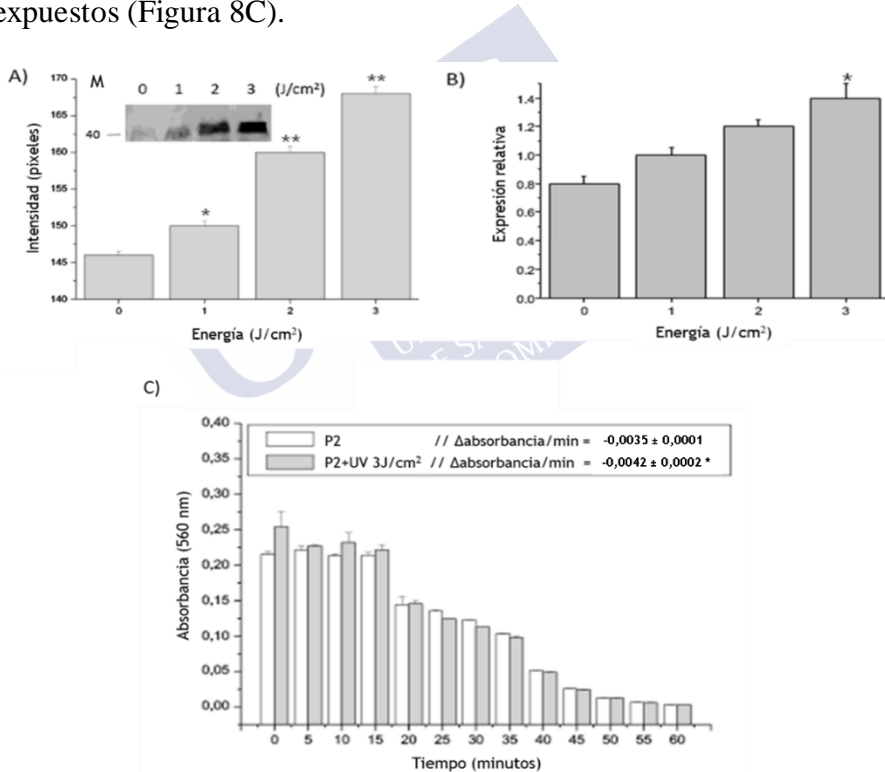 expuestos (Figura 8C).
A)
170
165
160
155
150
145
140
Intensidad (pixeles)
M 0 1 2 3 (J/cm²)
40
*
**
**
0 1 2 3
Energía (J/cm²)
B)
1.4
1.2
1.0
0.8
0.6
0.4
0.2
0.0
Expresión relativa
*
0 1 2 3
Energía (J/cm²)
C)
0,40
0,35
0,30
0,25
0,20
0,15
0,10
0,05
0,00
Absorbancia (560 nm)
P2 // Δabsorbancia/min = -0,0035 ± 0,0001
P2+UV 3J/cm² // Δabsorbancia/min = -0,0042 ± 0,0002 *
0 5 10 15 20 25 30 35 40 45 50 55 60
Tiempo (minutos)